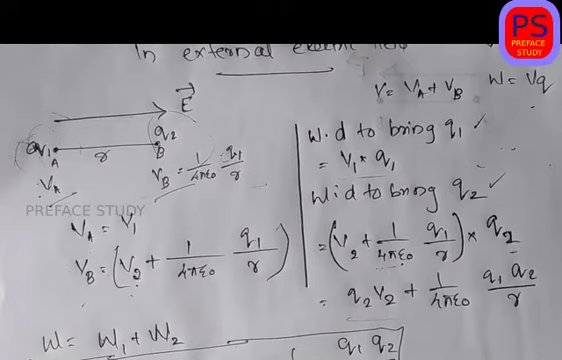 PS
PREFACE
STUDY
In external electric field
W = Vq
V = VA + VB
→
E
q1
A
r
q2
B
VA
VB = 1/4πε0 q1/r
PREFACE STUDY
VA = V1
VB = (V2 + 1/4πε0 q1/r)
W.d to bring q1 ✓
= V1 × q1
W.d to bring q2 ✓
= (V2 + 1/4πε0 q1/r) × q2
= q2V2 + 1/4πε0 q1q2/r
W = W1 + W2
q1 q2